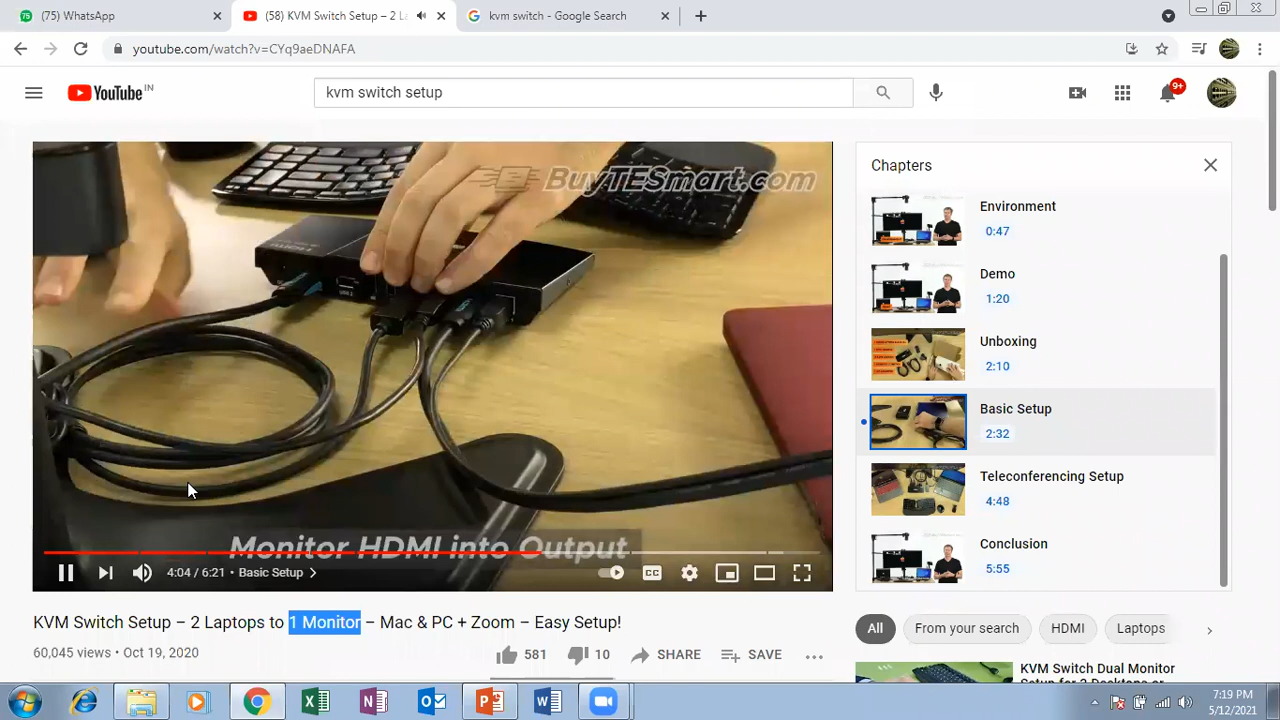 (75) WhatsApp
(58) KVM Switch Setup – 2 La
kvm switch - Google Search
youtube.com/watch?v=CYq9aeDNAFA
YouTube IN
kvm switch setup
9+
BuyTESmart.com
Monitor HDMI into Output
4:04 / 6:21 • Basic Setup
CC
Chapters
Environment
0:47
Demo
1:20
Unboxing
2:10
Basic Setup
2:32
Teleconferencing Setup
4:48
Conclusion
5:55
KVM Switch Setup – 2 Laptops to 1 Monitor – Mac & PC + Zoom – Easy Setup!
60,045 views • Oct 19, 2020
581
10
SHARE
SAVE
All
From your search
HDMI
Laptops
KVM Switch Dual Monitor
Setup for 2 Desktops or
7:19 PM
5/12/2021